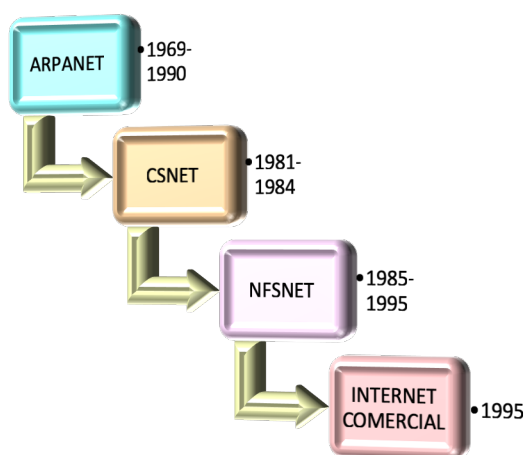 ARPANET
• 1969-
1990
CSNET
• 1981-
1984
NFSNET
• 1985-
1995
INTERNET
COMERCIAL
• 1995